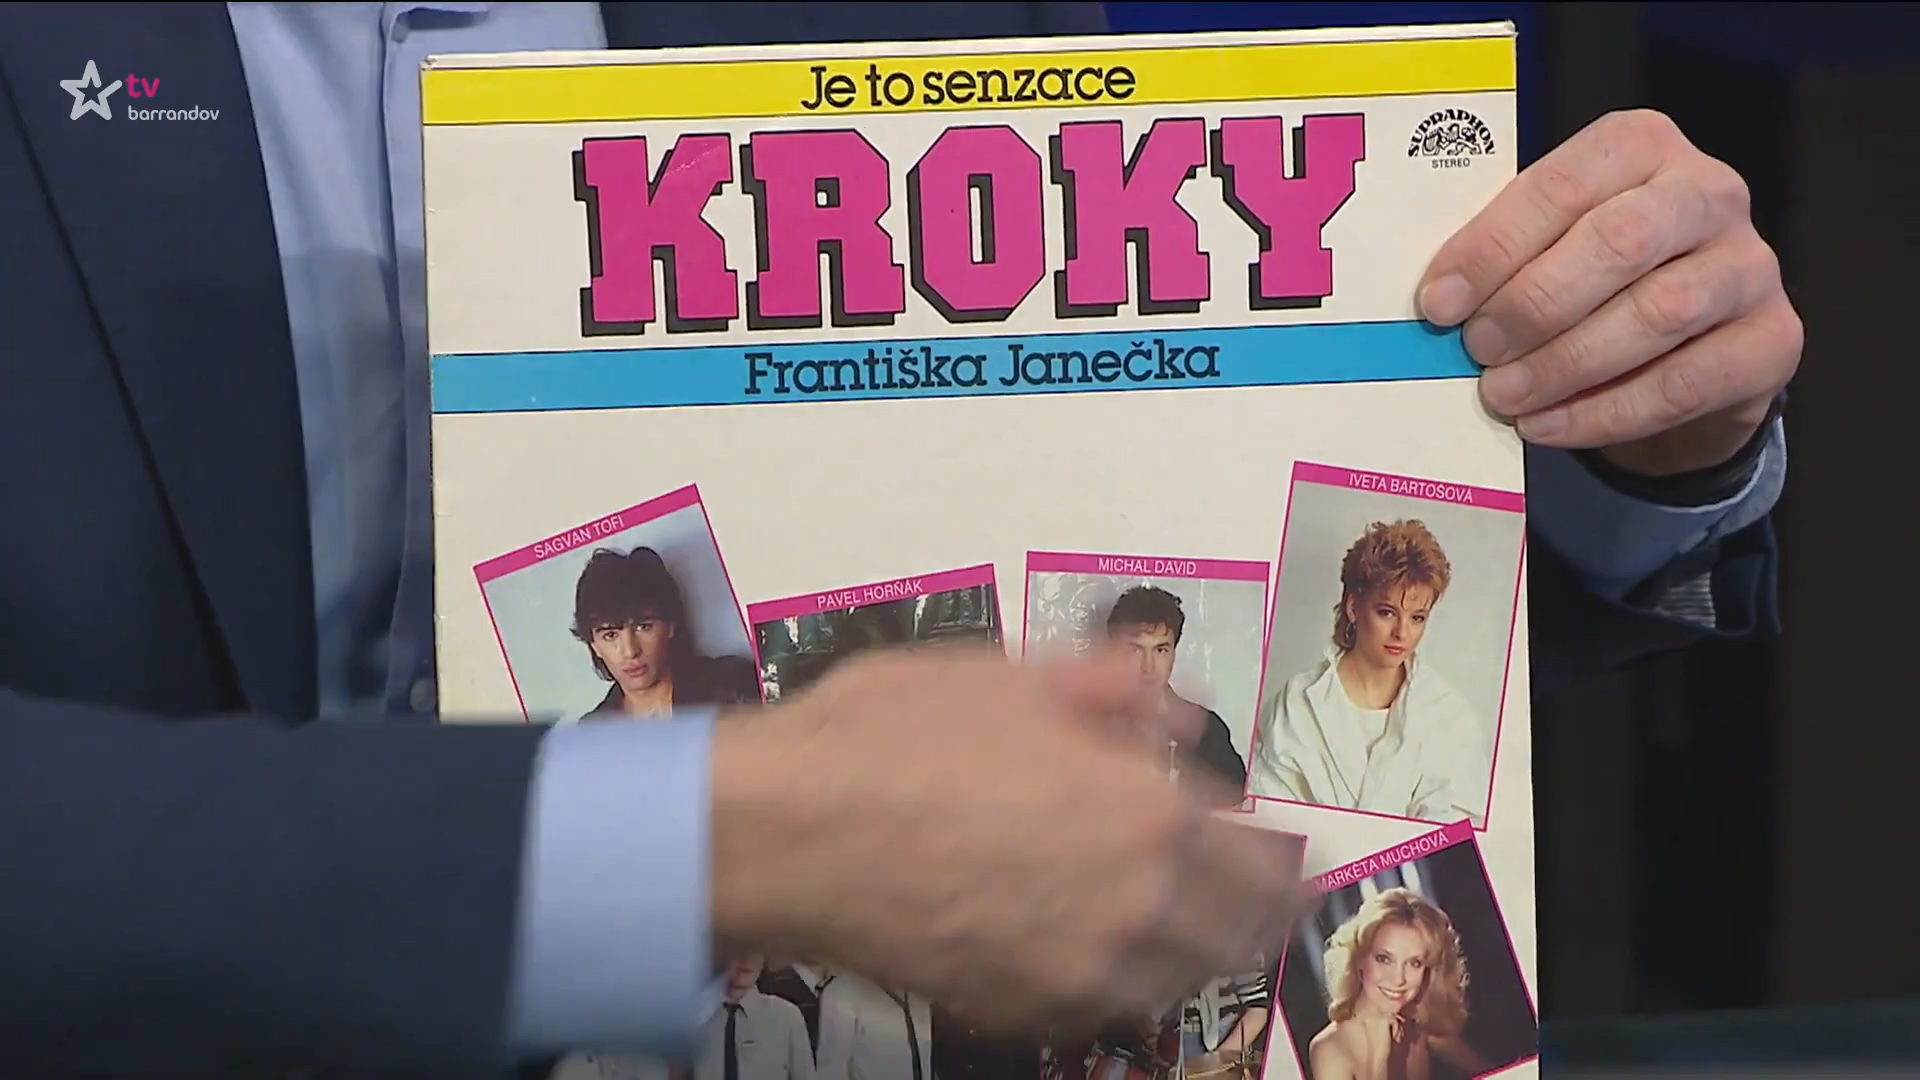 tv
barrandov
Je to senzace
KROKY
SUPRAPHON
STEREO
Františka Janečka
IVETA BARTOŠOVÁ
SAGVAN TOFI
MICHAL DAVID
PAVEL HORŇÁK
MARKÉTA MUCHOVÁ